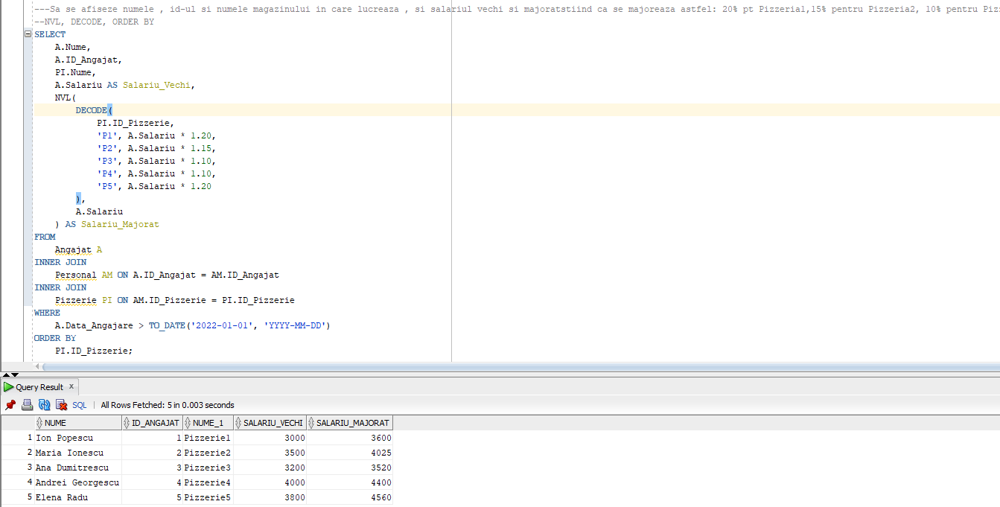 ---Sa se afiseze numele , id-ul si numele magazinului in care lucreaza , si salariul vechi si majoratstiind ca se majoreaza astfel: 20% pt Pizzeria1,15% pentru Pizzeria2, 10% pentru Piz
--NVL, DECODE, ORDER BY
SELECT
A.Nume,
A.ID_Angajat,
PI.Nume,
A.Salariu AS Salariu_Vechi,
NVL(
DECODE(
PI.ID_Pizzerie,
'P1', A.Salariu * 1.20,
'P2', A.Salariu * 1.15,
'P3', A.Salariu * 1.10,
'P4', A.Salariu * 1.10,
'P5', A.Salariu * 1.20
),
A.Salariu
) AS Salariu_Majorat
FROM
Angajat A
INNER JOIN
Personal AM ON A.ID_Angajat = AM.ID_Angajat
INNER JOIN
Pizzerie PI ON AM.ID_Pizzerie = PI.ID_Pizzerie
WHERE
A.Data_Angajare > TO_DATE('2022-01-01', 'YYYY-MM-DD')
ORDER BY
PI.ID_Pizzerie;
Query Result x
SQL | All Rows Fetched: 5 in 0.003 seconds
NUME ID_ANGAJAT NUME_1 SALARIU_VECHI SALARIU_MAJORAT
1 Ion Popescu 1 Pizzerie1 3000 3600
2 Maria Ionescu 2 Pizzerie2 3500 4025
3 Ana Dumitrescu 3 Pizzerie3 3200 3520
4 Andrei Georgescu 4 Pizzerie4 4000 4400
5 Elena Radu 5 Pizzerie5 3800 4560